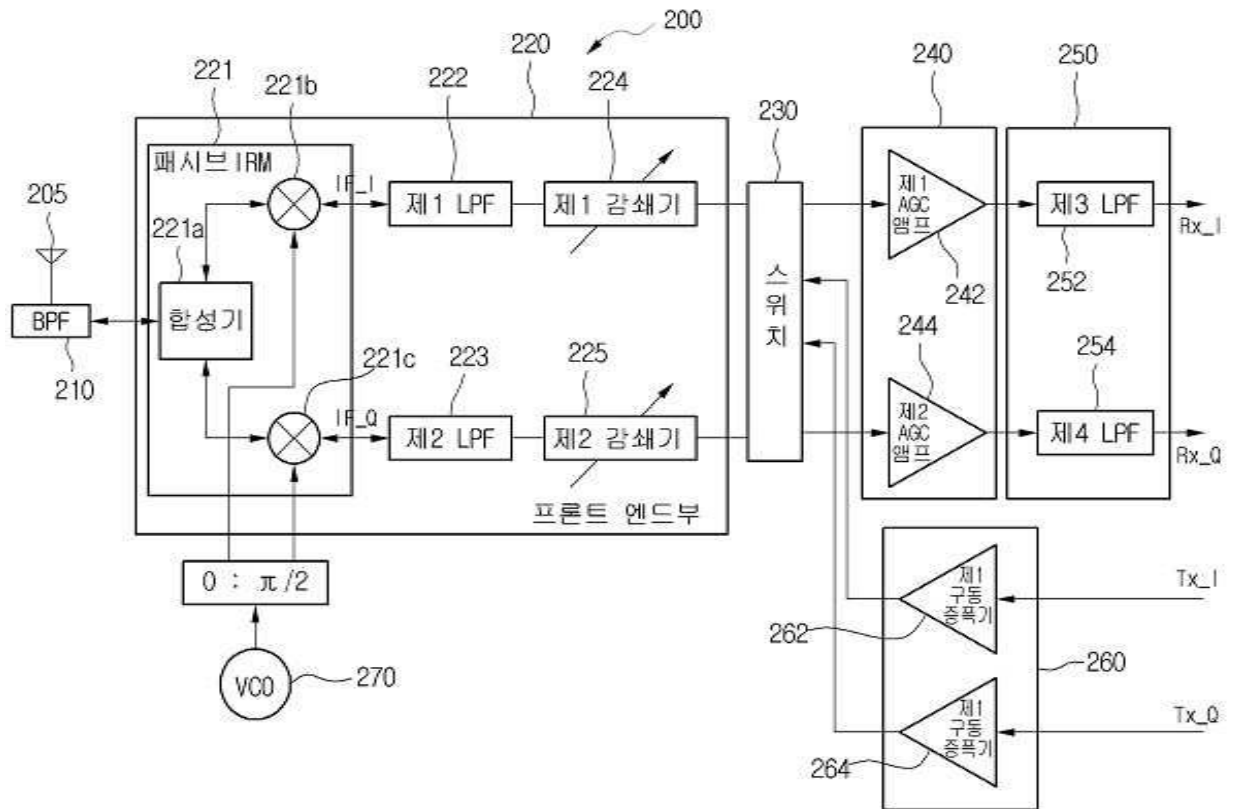 200
220
240
250
221
221b
222
224
230
패시브IRM
205
221a
IF_I
제1 LPF
제1 감쇄기
제1
AGC
앰프
제3 LPF
Rx_I
252
242
BPF
합성기
스
위
치
210
221c
223
225
244
254
IF_Q
제2 LPF
제2 감쇄기
제2
AGC
앰프
제4 LPF
Rx_Q
프론트 엔드부
0 : π/2
제1
구동
증폭기
Tx_I
262
260
VCO
270
제1
구동
증폭기
Tx_Q
264